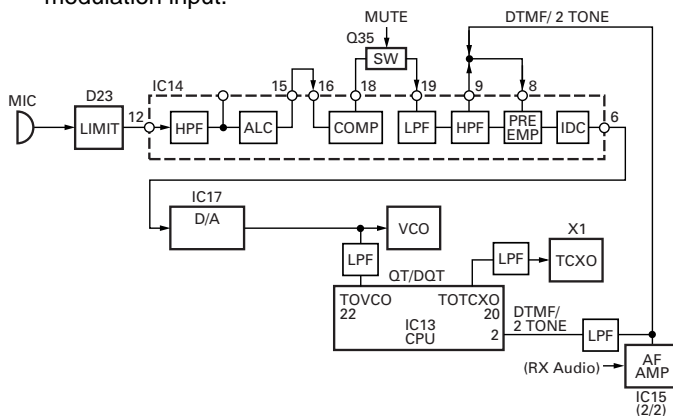 modulation input.
MUTE
DTMF/ 2 TONE
Q35
SW
IC14
15
16
18
19
9
8
MIC
D23
LIMIT
12
HPF
ALC
COMP
LPF
HPF
PRE
EMP
IDC
6
IC17
D/A
VCO
X1
LPF
LPF
TCXO
QT/DQT
TOVCO
22
TOTCXO
20
IC13
CPU
2
DTMF/
2 TONE
LPF
(RX Audio)
AF
AMP
IC15
(2/2)